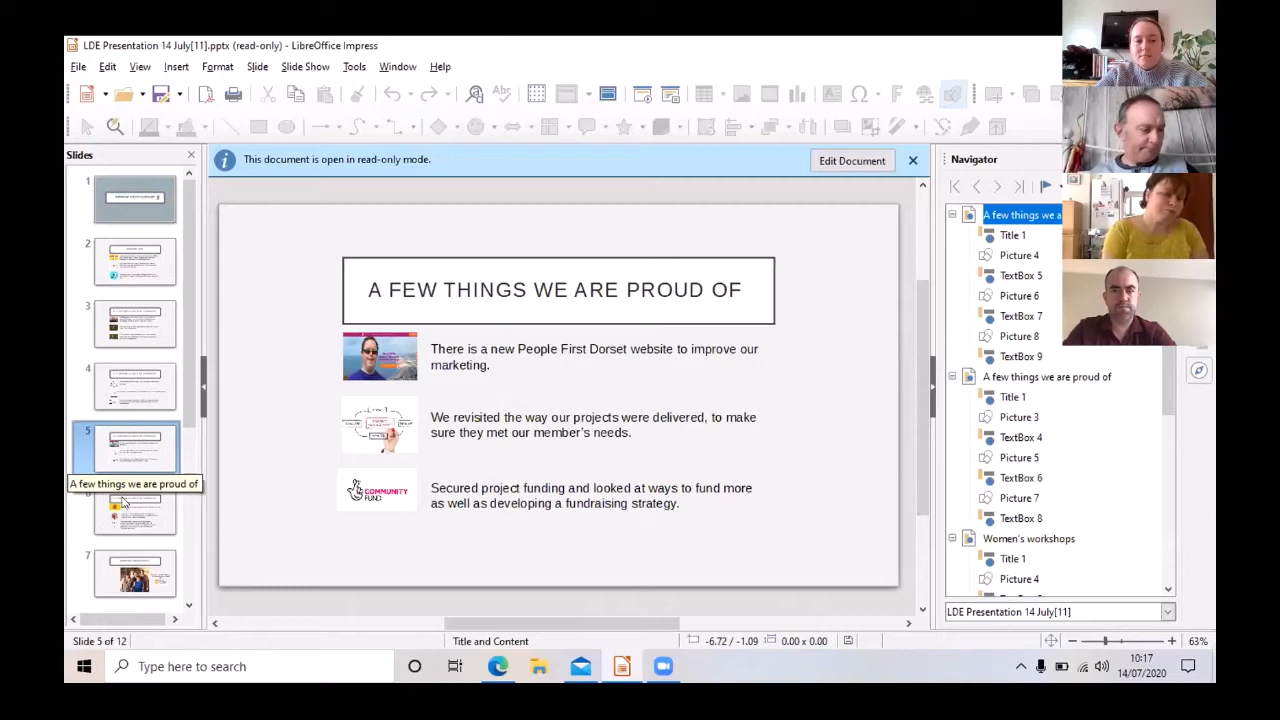 LDE Presentation 14 July[11].pptx (read-only) - LibreOffice Impress
File Edit View Insert Format Slide Slide Show Tools Window Help
Slides
This document is open in read-only mode.
Edit Document
Navigator
1
2
3
4
5
A few things we are proud of
7
A FEW THINGS WE ARE PROUD OF
There is a new People First Dorset website to improve our
marketing.
We revisited the way our projects were delivered, to make
sure they met our member's needs.
COMMUNITY
FUND
Secured project funding and looked at ways to fund more
as well as developing a fundraising strategy.
A few things we a
Title 1
Picture 4
TextBox 5
Picture 6
TextBox 7
Picture 8
TextBox 9
A few things we are proud of
Title 1
Picture 3
TextBox 4
Picture 5
TextBox 6
Picture 7
TextBox 8
Women's workshops
Title 1
Picture 4
LDE Presentation 14 July[11]
Slide 5 of 12
Title and Content
-6.72 / -1.09
0.00 x 0.00
63%
Type here to search
10:17
14/07/2020